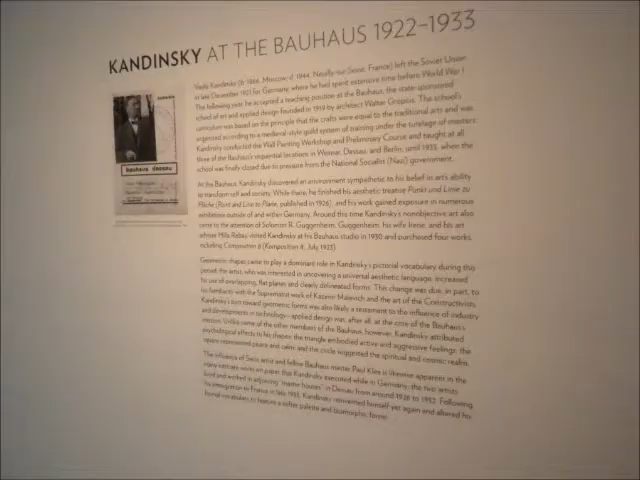 KANDINSKY AT THE BAUHAUS 1922–1933
bauhaus dessau
Vasily Kandinsky (b. 1866, Moscow; d. 1944, Neuilly-sur-Seine, France) left the Soviet Union
in late December 1921 for Germany, where he had spent extensive time before World War I.
The following year, he accepted a teaching position at the Bauhaus, the state-sponsored
school of art and applied design founded in 1919 by architect Walter Gropius. The school's
curriculum was based on the principle that the crafts were equal to the traditional arts and was
organized according to a medieval-style guild system of training under the tutelage of masters.
Kandinsky conducted the Wall Painting Workshop and Preliminary Course and taught at all
three of the Bauhaus's sequential locations in Weimar, Dessau, and Berlin, until 1933, when the
school was finally closed due to pressure from the National Socialist (Nazi) government.
At the Bauhaus, Kandinsky discovered an environment sympathetic to his belief in art's ability
to transform self and society. While there, he finished his aesthetic treatise Punkt und Linie zu
Fläche (Point and Line to Plane, published in 1926), and his work gained exposure in numerous
exhibitions outside of and within Germany. Around this time Kandinsky's nonobjective art also
came to the attention of Solomon R. Guggenheim. Guggenheim, his wife Irene, and his art
advisor Hilla Rebay visited Kandinsky at his Bauhaus studio in 1930 and purchased four works,
including Composition 8 (Komposition 8, July 1923).
Geometric shapes came to play a dominant role in Kandinsky's pictorial vocabulary during this
period; the artist, who was interested in uncovering a universal aesthetic language, increased
his use of overlapping, flat planes and clearly delineated forms. This change was due, in part, to
his familiarity with the Suprematist work of Kazimir Malevich and the art of the Constructivists.
Kandinsky's turn toward geometric forms was also likely a testament to the influence of industry
and developments in technology—applied design was, after all, at the core of the Bauhaus's
mission. Unlike some of the other members of the Bauhaus, however, Kandinsky attributed
psychological effects to his shapes: the triangle embodied active and aggressive feelings; the
square represented peace and calm; and the circle suggested the spiritual and cosmic realm.
The influence of Swiss artist and fellow Bauhaus master Paul Klee is likewise apparent in the
many intricate works on paper that Kandinsky executed while in Germany; the two artists
lived and worked in adjoining "master houses" in Dessau from around 1926 to 1932. Following
his immigration to France in late 1933, Kandinsky reinvented himself yet again and altered his
formal vocabulary to feature a softer palette and biomorphic forms.